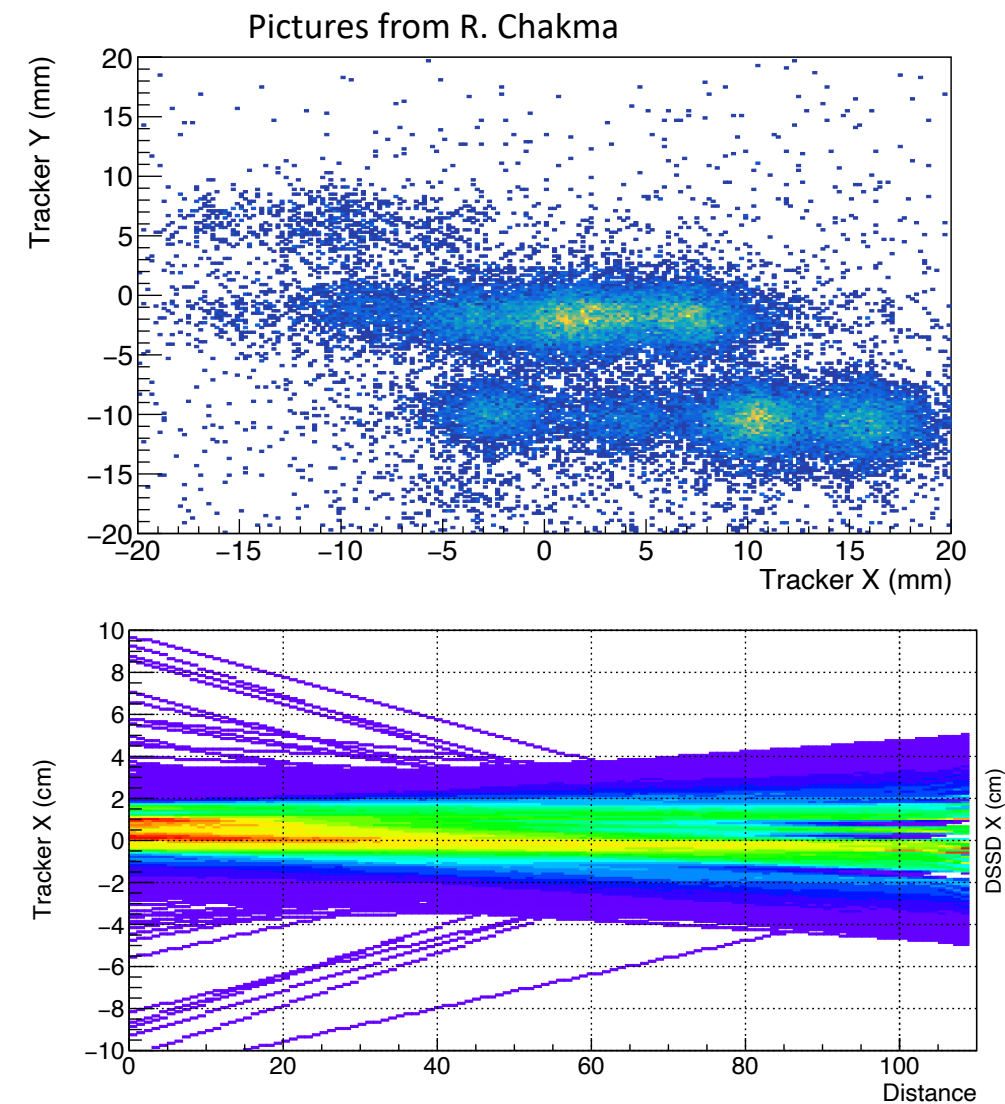 Pictures from R. Chakma
Tracker Y (mm)
20
15
10
5
0
−5
−10
−15
−20
−20 −15 −10 −5 0 5 10 15 20
Tracker X (mm)
Tracker X (cm)
10
8
6
4
2
0
−2
−4
−6
−8
−10
0 20 40 60 80 100
Distance
DSSD X (cm)